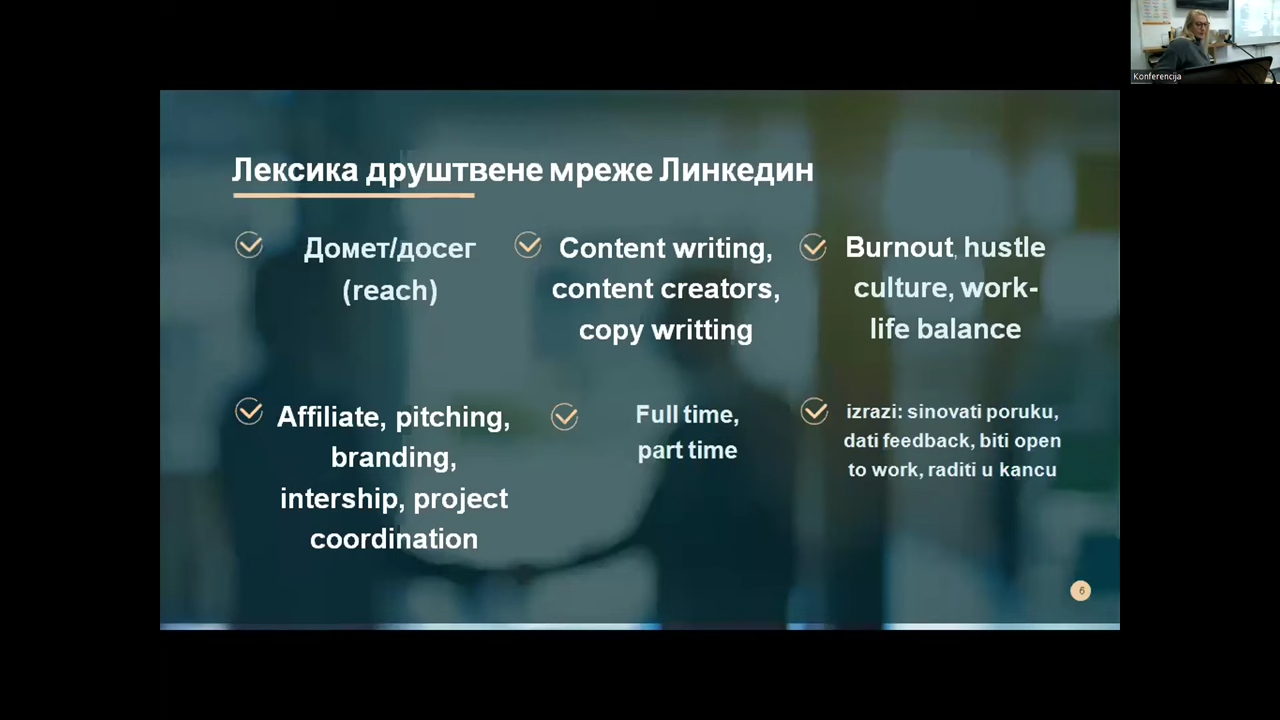 Konferencija
Лексика друштвене мреже Линкедин
Домет/досег
(reach)
Content writing,
content creators,
copy writting
Burnout, hustle
culture, work-
life balance
Affiliate, pitching,
branding,
intership, project
coordination
Full time,
part time
izrazi: sinovati poruku,
dati feedback, biti open
to work, raditi u kancu
6